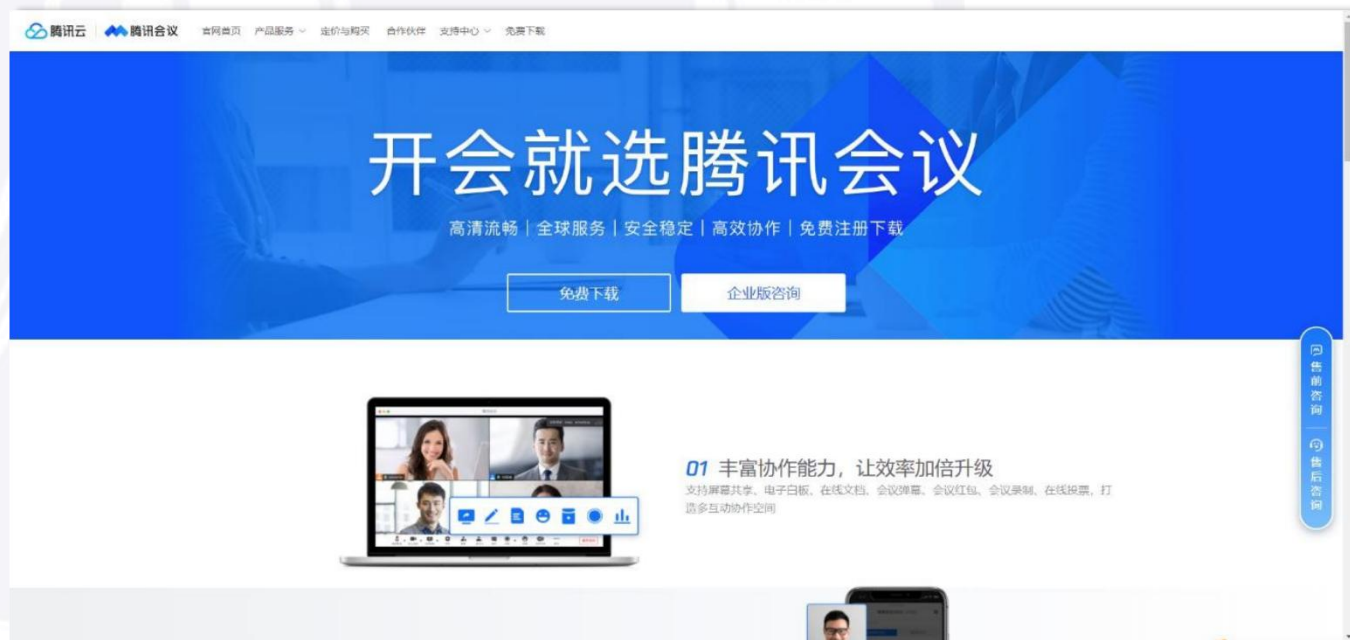 腾讯云 腾讯会议 官网首页 产品服务 定价与购买 合作伙伴 支持中心 免费下载
开会就选腾讯会议
高清流畅｜全球服务｜安全稳定｜高效协作｜免费注册下载
免费下载 企业版咨询
售前咨询
售后咨询
01 丰富协作能力，让效率加倍升级
支持屏幕共享、电子白板、在线文档、会议弹幕、会议红包、会议录制、在线投票，打
造多互动协作空间